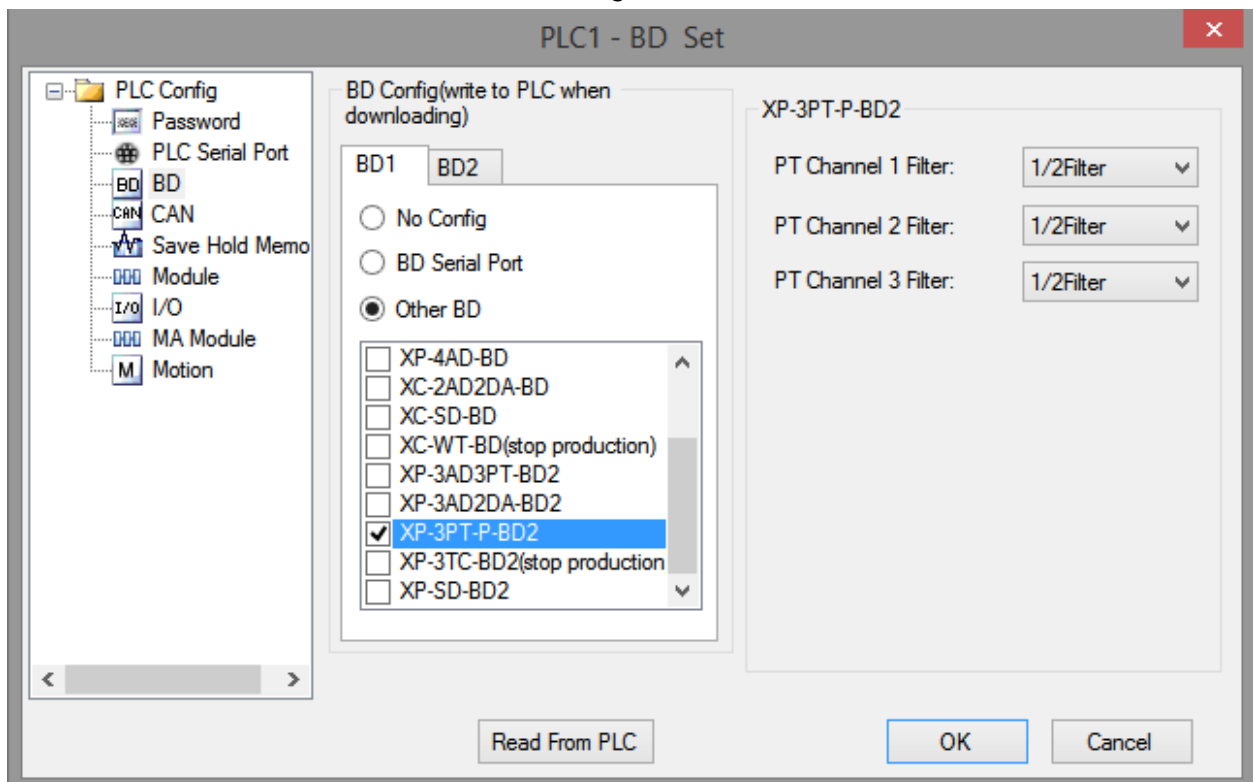 PLC1 - BD Set
PLC Config
Password
PLC Serial Port
BD
BD
CAN
CAN
Save Hold Memo
Module
I/O
I/O
MA Module
M
Motion
BD Config(write to PLC when
downloading)
BD1
BD2
No Config
BD Serial Port
Other BD
XP-4AD-BD
XC-2AD2DA-BD
XC-SD-BD
XC-WT-BD(stop production)
XP-3AD3PT-BD2
XP-3AD2DA-BD2
XP-3PT-P-BD2
XP-3TC-BD2(stop production
XP-SD-BD2
XP-3PT-P-BD2
PT Channel 1 Filter: 1/2Filter
PT Channel 2 Filter: 1/2Filter
PT Channel 3 Filter: 1/2Filter
Read From PLC
OK
Cancel